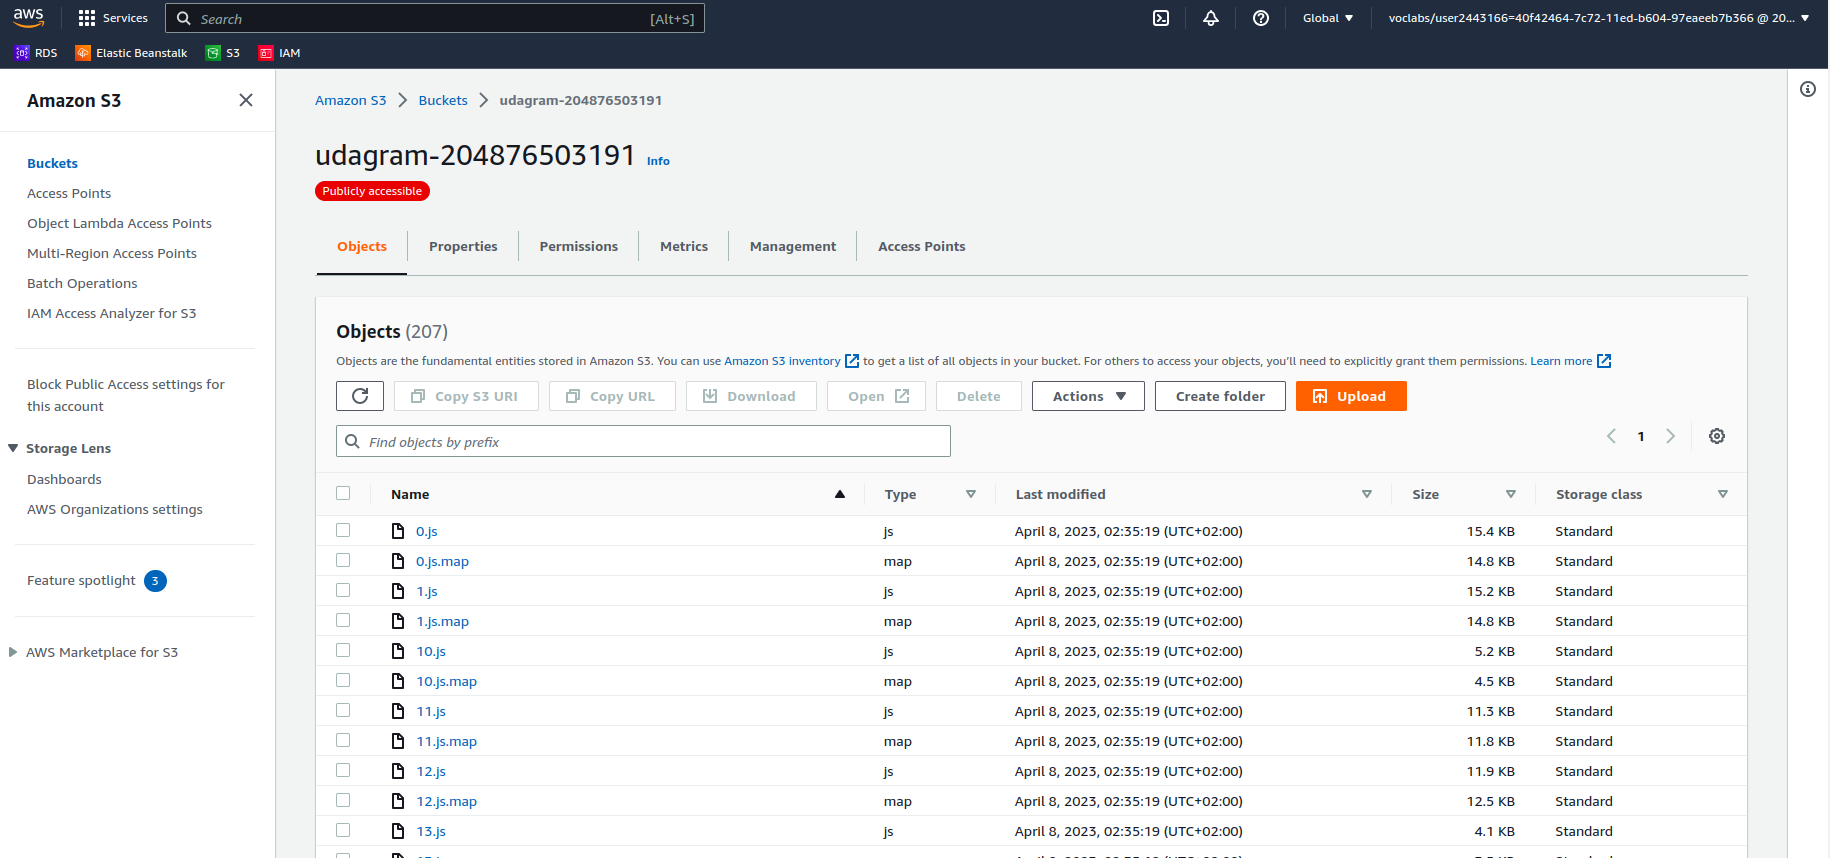 aws
Services
Search [Alt+S]
Global
voclabs/user2443166=40f42464-7c72-11ed-b604-97eaeeb7b366 @ 20...
RDS Elastic Beanstalk S3 IAM
Amazon S3
Buckets
Access Points
Object Lambda Access Points
Multi-Region Access Points
Batch Operations
IAM Access Analyzer for S3
Block Public Access settings for
this account
Storage Lens
Dashboards
AWS Organizations settings
Feature spotlight 3
AWS Marketplace for S3
Amazon S3 Buckets udagram-204876503191
udagram-204876503191 Info
Publicly accessible
Objects Properties Permissions Metrics Management Access Points
Objects (207)
Objects are the fundamental entities stored in Amazon S3. You can use Amazon S3 inventory to get a list of all objects in your bucket. For others to access your objects, you'll need to explicitly grant them permissions. Learn more
Copy S3 URI Copy URL Download Open Delete Actions Create folder Upload
Find objects by prefix
1
Name Type Last modified Size Storage class
0.js js April 8, 2023, 02:35:19 (UTC+02:00) 15.4 KB Standard
0.js.map map April 8, 2023, 02:35:19 (UTC+02:00) 14.8 KB Standard
1.js js April 8, 2023, 02:35:19 (UTC+02:00) 15.2 KB Standard
1.js.map map April 8, 2023, 02:35:19 (UTC+02:00) 14.8 KB Standard
10.js js April 8, 2023, 02:35:19 (UTC+02:00) 5.2 KB Standard
10.js.map map April 8, 2023, 02:35:19 (UTC+02:00) 4.5 KB Standard
11.js js April 8, 2023, 02:35:19 (UTC+02:00) 11.3 KB Standard
11.js.map map April 8, 2023, 02:35:19 (UTC+02:00) 11.8 KB Standard
12.js js April 8, 2023, 02:35:19 (UTC+02:00) 11.9 KB Standard
12.js.map map April 8, 2023, 02:35:19 (UTC+02:00) 12.5 KB Standard
13.js js April 8, 2023, 02:35:19 (UTC+02:00) 4.1 KB Standard